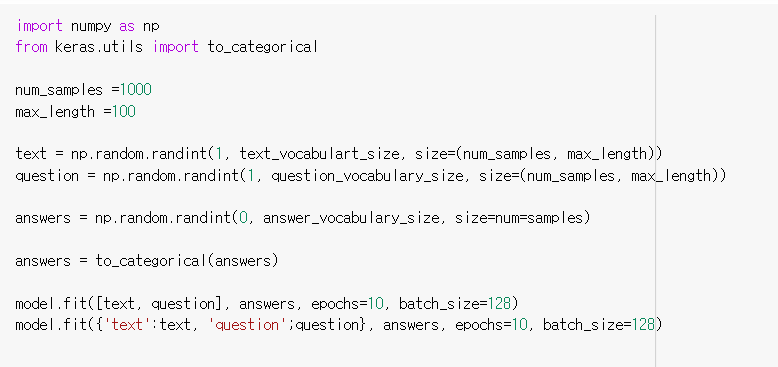 import numpy as np
from keras.utils import to_categorical
num_samples =1000
max_length =100
text = np.random.randint(1, text_vocabulart_size, size=(num_samples, max_length))
question = np.random.randint(1, question_vocabulary_size, size=(num_samples, max_length))
answers = np.random.randint(0, answer_vocabulary_size, size=num=samples)
answers = to_categorical(answers)
model.fit([text, question], answers, epochs=10, batch_size=128)
model.fit({'text':text, 'question';question}, answers, epochs=10, batch_size=128)